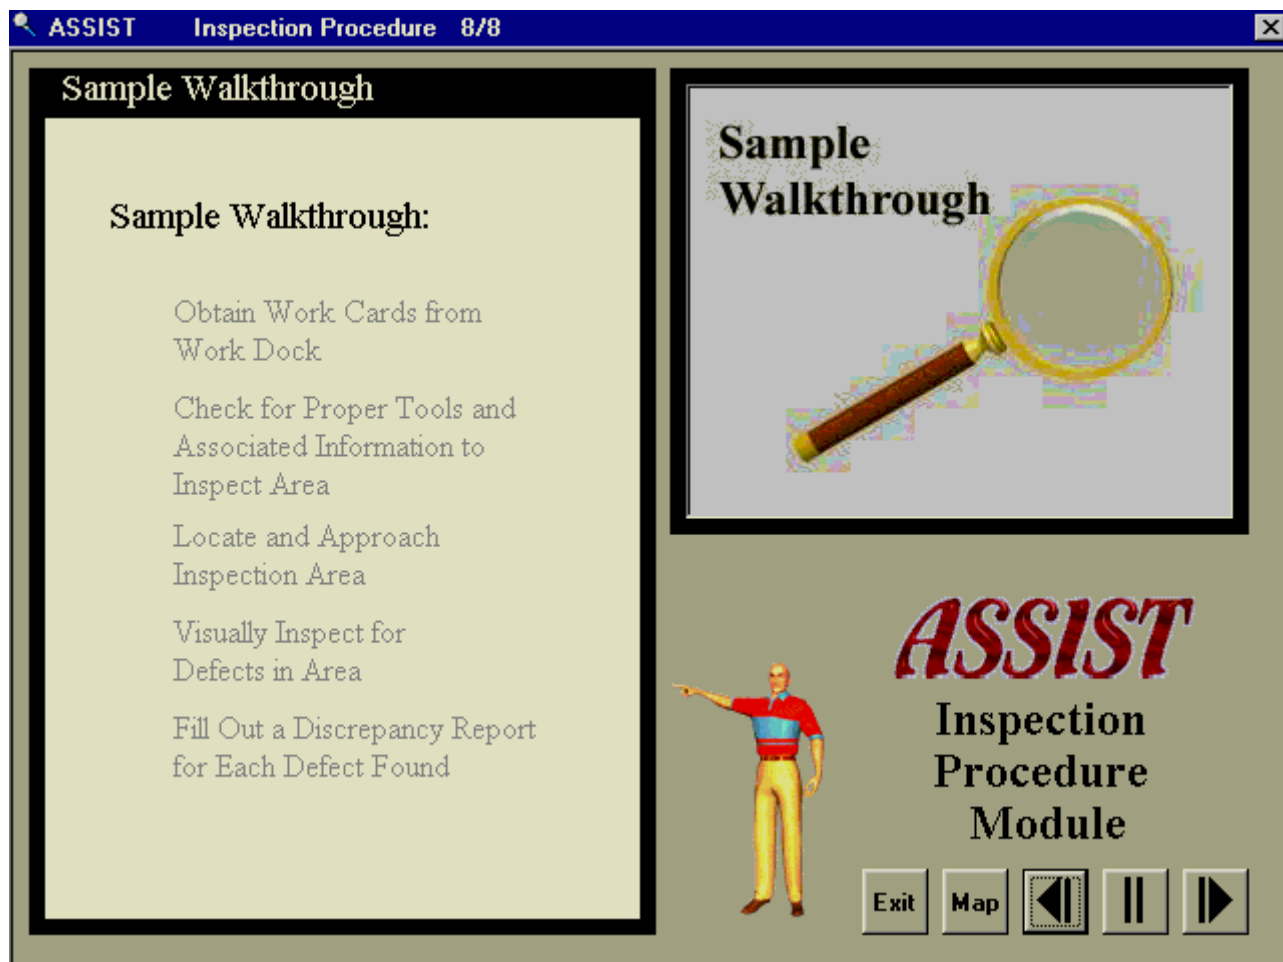 ASSIST Inspection Procedure 8/8
Sample Walkthrough
Sample Walkthrough:
Obtain Work Cards from
Work Dock
Check for Proper Tools and
Associated Information to
Inspect Area
Locate and Approach
Inspection Area
Visually Inspect for
Defects in Area
Fill Out a Discrepancy Report
for Each Defect Found
Sample
Walkthrough
ASSIST
Inspection
Procedure
Module
Exit Map